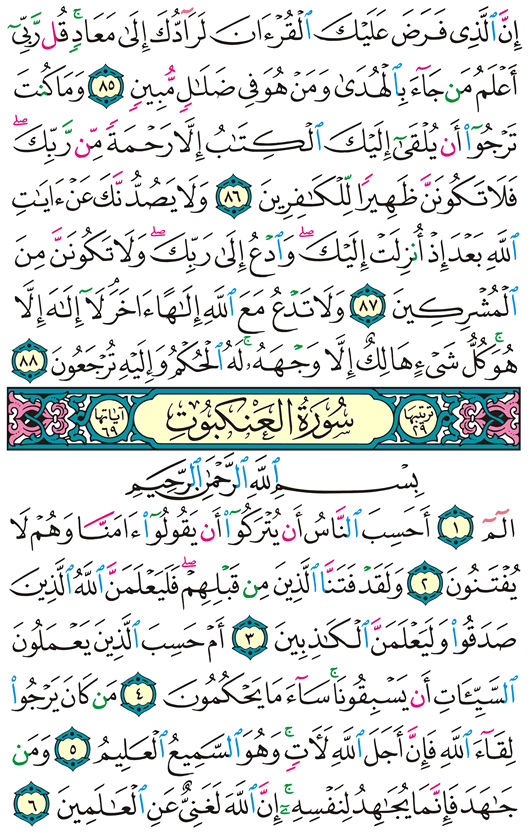 إِنَّ ٱلَّذِى فَرَضَ عَلَيْكَ ٱلْقُرْءَانَ لَرَآدُّكَ إِلَىٰ مَعَادٍۚ قُل رَّبِّىٓ
أَعْلَمُ مَن جَآءَ بِٱلْهُدَىٰ وَمَنْ هُوَ فِى ضَلَٰلٍ مُّبِينٍ ٨٥ وَمَا كُنتَ
تَرْجُوٓا۟ أَن يُلْقَىٰٓ إِلَيْكَ ٱلْكِتَٰبُ إِلَّا رَحْمَةً مِّن رَّبِّكَۖ
فَلَا تَكُونَنَّ ظَهِيرًا لِّلْكَٰفِرِينَ ٨٦ وَلَا يَصُدُّنَّكَ عَنْ ءَايَٰتِ
ٱللَّهِ بَعْدَ إِذْ أُنزِلَتْ إِلَيْكَۖ وَٱدْعُ إِلَىٰ رَبِّكَۖ وَلَا تَكُونَنَّ مِنَ
ٱلْمُشْرِكِينَ ٨٧ وَلَا تَدْعُ مَعَ ٱللَّهِ إِلَٰهًا ءَاخَرَۘ لَآ إِلَٰهَ إِلَّا
هُوَۚ كُلُّ شَىْءٍ هَالِكٌ إِلَّا وَجْهَهُۥۚ لَهُ ٱلْحُكْمُ وَإِلَيْهِ تُرْجَعُونَ ٨٨
ترتيبها ٢٩ سُورَةُ العَنكَبُوتِ آياتها ٦٩
بِسْمِ ٱللَّهِ ٱلرَّحْمَٰنِ ٱلرَّحِيمِ
الٓمٓ ١ أَحَسِبَ ٱلنَّاسُ أَن يُتْرَكُوٓا۟ أَن يَقُولُوٓا۟ ءَامَنَّا وَهُمْ لَا
يُفْتَنُونَ ٢ وَلَقَدْ فَتَنَّا ٱلَّذِينَ مِن قَبْلِهِمْۖ فَلَيَعْلَمَنَّ ٱللَّهُ ٱلَّذِينَ
صَدَقُوا۟ وَلَيَعْلَمَنَّ ٱلْكَٰذِبِينَ ٣ أَمْ حَسِبَ ٱلَّذِينَ يَعْمَلُونَ
ٱلسَّيِّـَٔاتِ أَن يَسْبِقُونَاۚ سَآءَ مَا يَحْكُمُونَ ٤ مَن كَانَ يَرْجُوا۟
لِقَآءَ ٱللَّهِ فَإِنَّ أَجَلَ ٱللَّهِ لَـَٔاتٍۚ وَهُوَ ٱلسَّمِيعُ ٱلْعَلِيمُ ٥ وَمَن
جَٰهَدَ فَإِنَّمَا يُجَٰهِدُ لِنَفْسِهِۦٓۚ إِنَّ ٱللَّهَ لَغَنِىٌّ عَنِ ٱلْعَٰلَمِينَ ٦